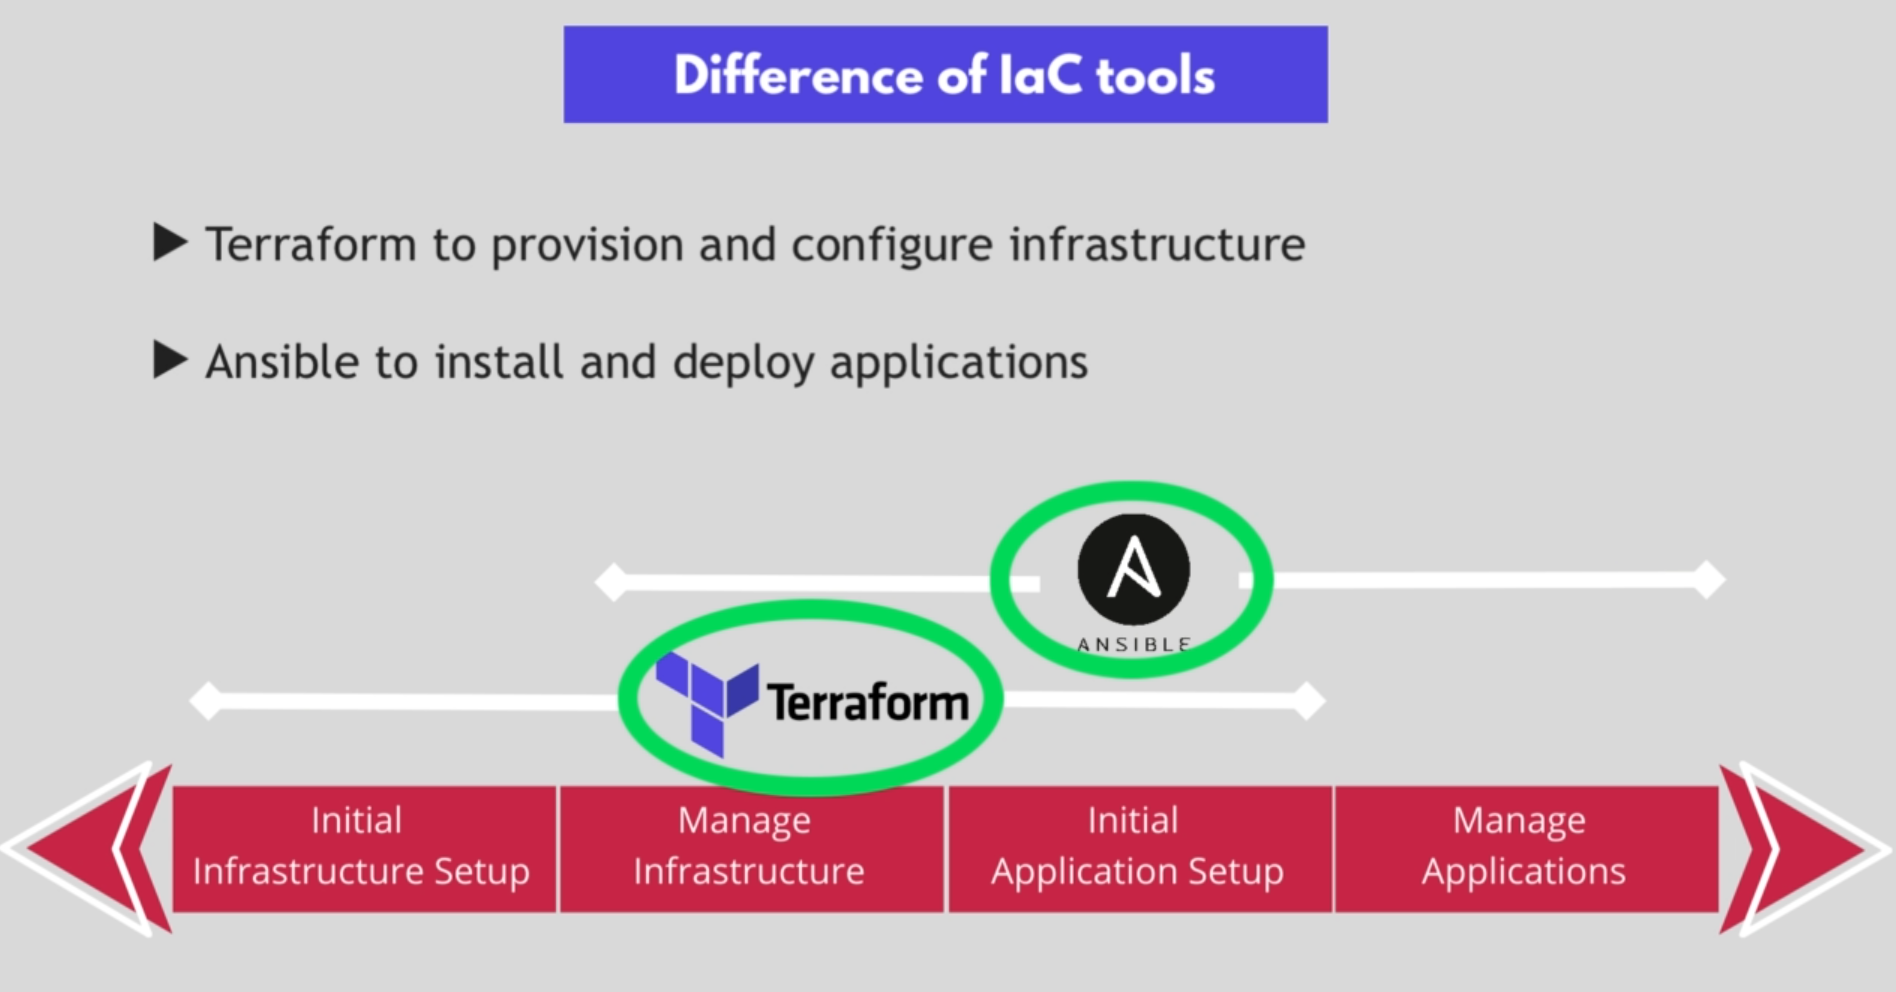 Difference of IaC tools
Terraform to provision and configure infrastructure
Ansible to install and deploy applications
ANSIBLE
Terraform
Initial
Infrastructure Setup
Manage
Infrastructure
Initial
Application Setup
Manage
Applications